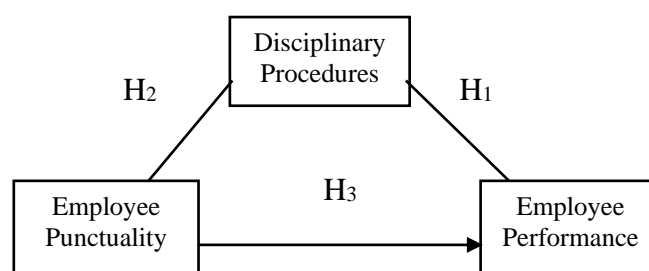 Disciplinary
Procedures
H2
H1
H3
Employee
Punctuality
Employee
Performance